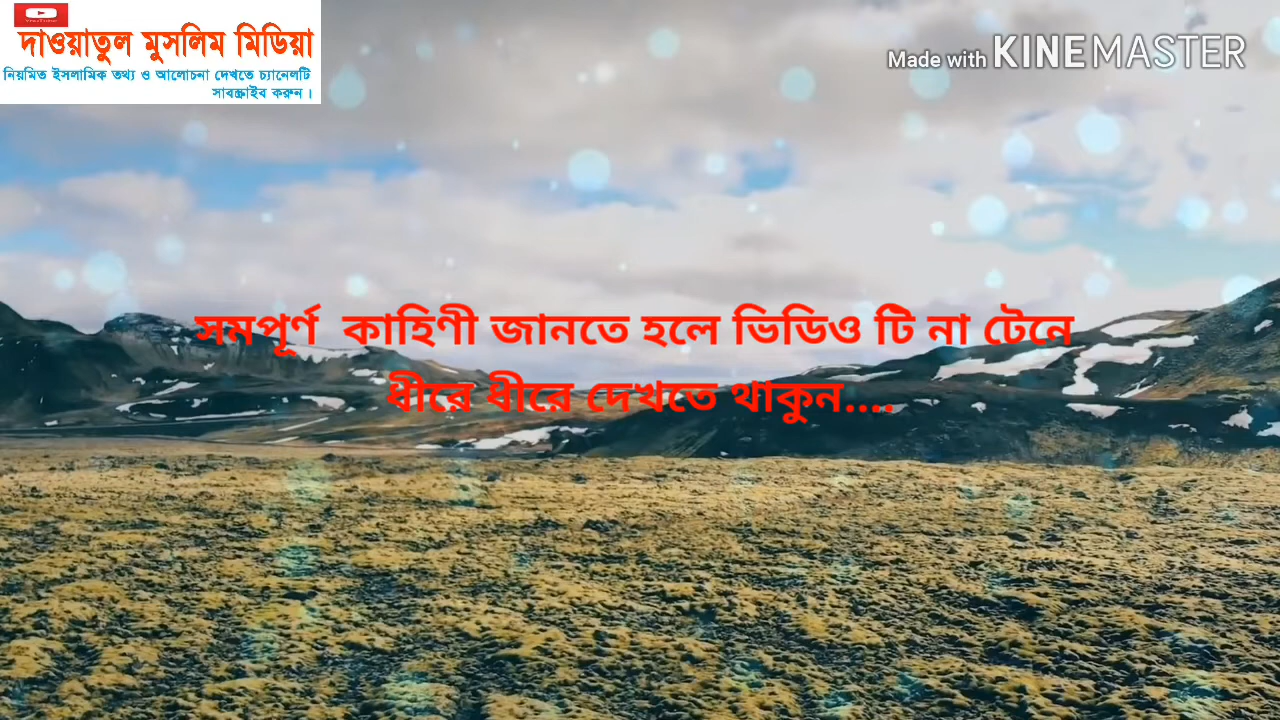 দাওয়াতুল মুসলিম মিডিয়া
নিয়মিত ইসলামিক তথ্য ও আলোচনা দেখতে চ্যানেলটি
সাবস্ক্রাইব করুন ।
Made with KINEMASTER
সমপূর্ণ কাহিণী জানতে হলে ভিডিও টি না টেনে
ধীরে ধীরে দেখতে থাকুন....